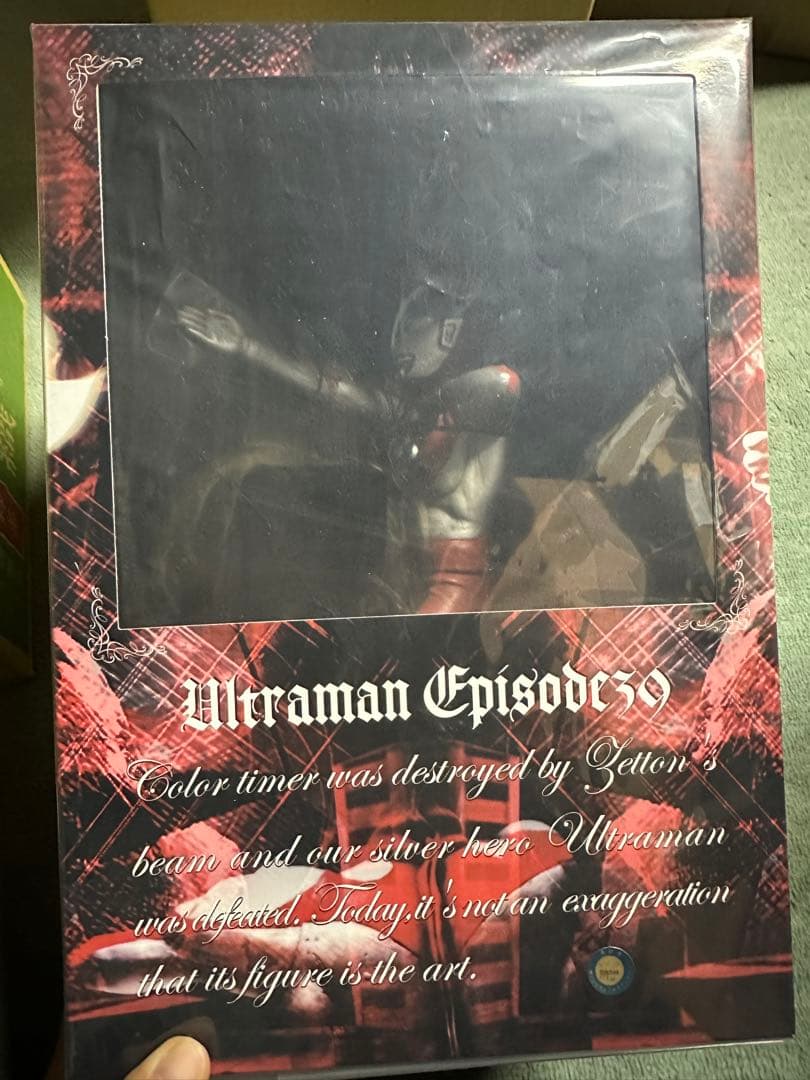 Ultraman Episode39
Color timer was destroyed by Zetton's
beam and our silver hero Ultraman
was defeated. Today, it's not an exaggeration
that its figure is the art.